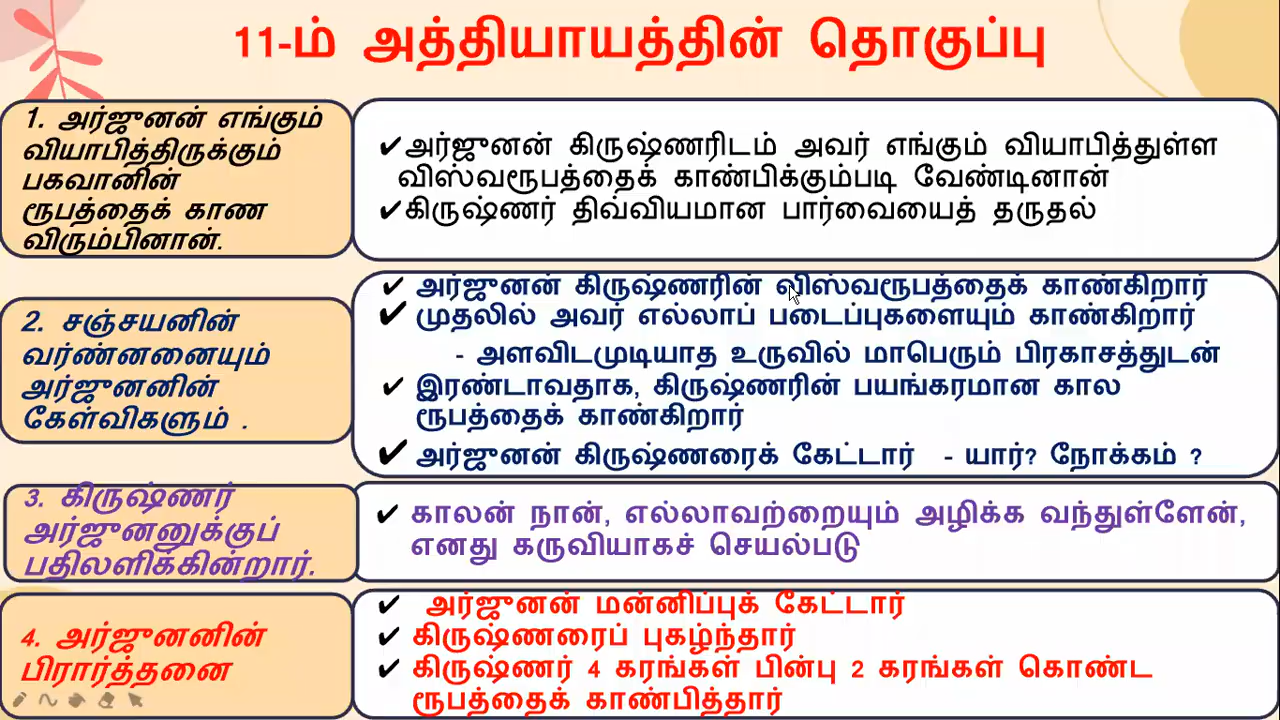 11-ம் அத்தியாயத்தின் தொகுப்பு
1. அர்ஜுனன் எங்கும்
வியாபித்திருக்கும்
பகவானின்
ரூபத்தைக் காண
விரும்பினான்.
✔அர்ஜுனன் கிருஷ்ணரிடம் அவர் எங்கும் வியாபித்துள்ள
விஸ்வரூபத்தைக் காண்பிக்கும்படி வேண்டினான்
✔கிருஷ்ணர் திவ்வியமான பார்வையைத் தருதல்
2. சஞ்சயனின்
வர்ண்னனையும்
அர்ஜுனனின்
கேள்விகளும் .
✔ அர்ஜுனன் கிருஷ்ணரின் விஸ்வரூபத்தைக் காண்கிறார்
✔ முதலில் அவர் எல்லாப் படைப்புகளையும் காண்கிறார்
- அளவிடமுடியாத உருவில் மாபெரும் பிரகாசத்துடன்
✔ இரண்டாவதாக, கிருஷ்ணரின் பயங்கரமான கால
ரூபத்தைக் காண்கிறார்
✔ அர்ஜுனன் கிருஷ்ணரைக் கேட்டார் - யார்? நோக்கம் ?
3. கிருஷ்ணர்
அர்ஜுனனுக்குப்
பதிலளிக்கின்றார்.
✔ காலன் நான், எல்லாவற்றையும் அழிக்க வந்துள்ளேன்,
எனது கருவியாகச் செயல்படு
4. அர்ஜுனனின்
பிரார்த்தனை
✔ அர்ஜுனன் மன்னிப்புக் கேட்டார்
✔ கிருஷ்ணரைப் புகழ்ந்தார்
✔ கிருஷ்ணர் 4 கரங்கள் பின்பு 2 கரங்கள் கொண்ட
ரூபத்தைக் காண்பித்தார்